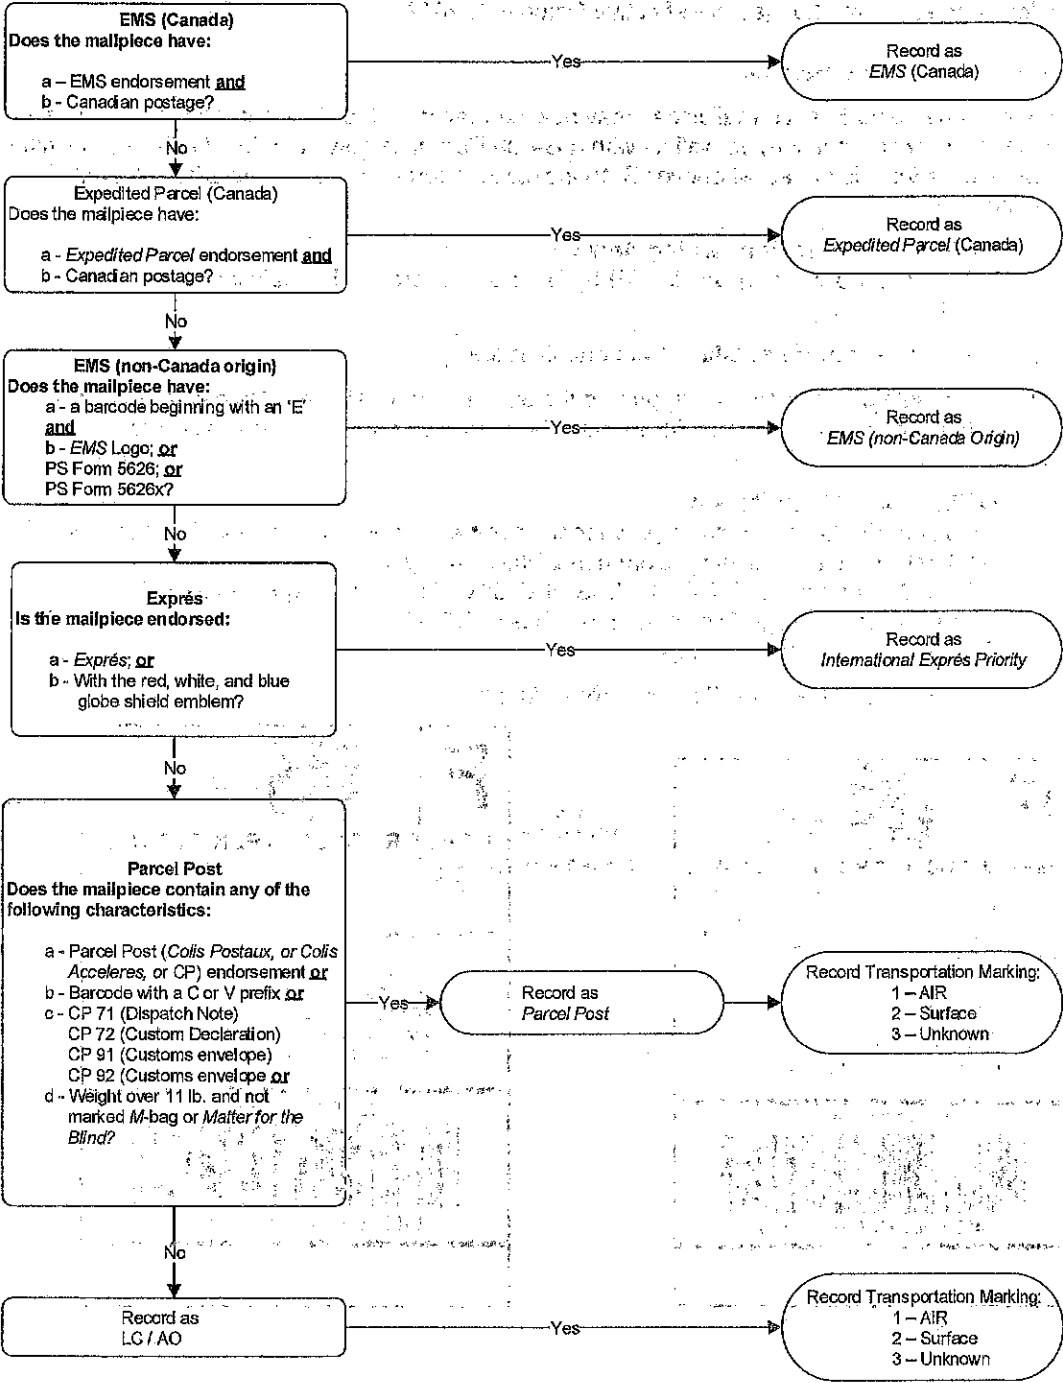 EMS (Canada)
Does the mailpiece have:
a – EMS endorsement and
b - Canadian postage?
Yes
Record as
EMS (Canada)
No
Expedited Parcel (Canada)
Does the mailpiece have:
a - Expedited Parcel endorsement and
b - Canadian postage?
Yes
Record as
Expedited Parcel (Canada)
No
EMS (non-Canada origin)
Does the mailpiece have:
a - a barcode beginning with an 'E'
and
b - EMS Logo; or
PS Form 5626; or
PS Form 5626x?
Yes
Record as
EMS (non-Canada Origin)
No
Exprés
Is the mailpiece endorsed:
a - Exprés; or
b - With the red, white, and blue
globe shield emblem?
Yes
Record as
International Exprés Priority
No
Parcel Post
Does the mailpiece contain any of the
following characteristics:
a - Parcel Post (Colis Postaux, or Colis
Acceleres, or CP) endorsement or
b - Barcode with a C or V prefix or
c - CP 71 (Dispatch Note)
CP 72 (Custom Declaration)
CP 91 (Customs envelope)
CP 92 (Customs envelope or
d - Weight over 11 lb. and not
marked M-bag or Matter for the
Blind?
Yes
Record as
Parcel Post
Record Transportation Marking:
1 – AIR
2 – Surface
3 – Unknown
No
Record as
LC / AO
Yes
Record Transportation Marking:
1 – AIR
2 – Surface
3 – Unknown